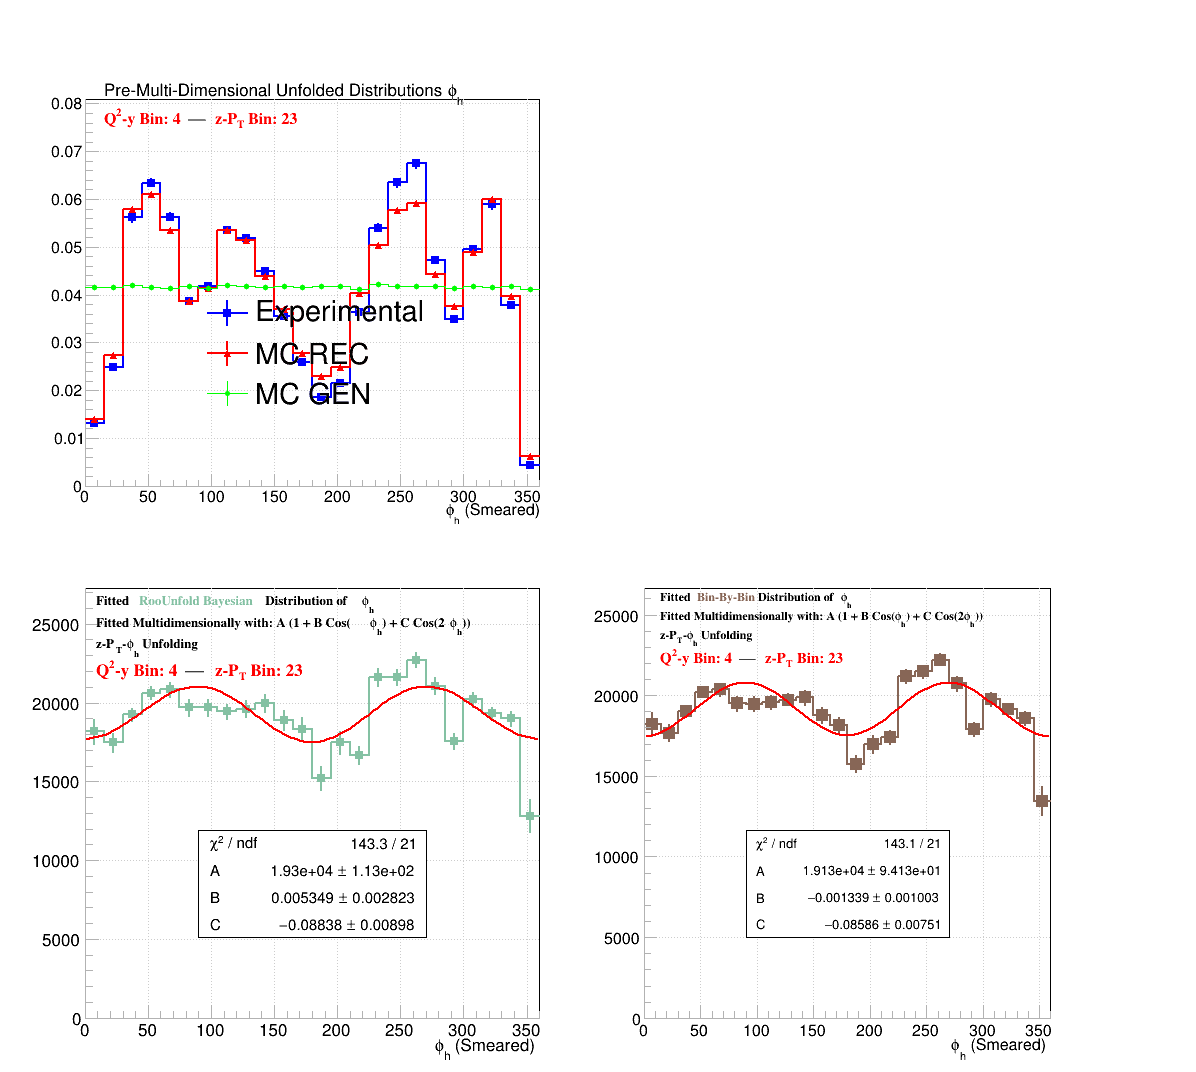 Pre-Multi-Dimensional Unfolded Distributions ϕh
Q²-y Bin: 4 — z-PT Bin: 23
0.08
0.07
0.06
0.05
0.04
0.03
0.02
0.01
0
Experimental
MC REC
MC GEN
0 50 100 150 200 250 300 350
ϕh (Smeared)
Fitted RooUnfold Bayesian Distribution of ϕh
Fitted Multidimensionally with: A (1 + B Cos( ϕh) + C Cos(2 ϕh))
z-PT-ϕh Unfolding
Q²-y Bin: 4 — z-PT Bin: 23
25000
20000
15000
10000
5000
0
χ² / ndf 143.3 / 21
A 1.93e+04 ± 1.13e+02
B 0.005349 ± 0.002823
C −0.08838 ± 0.00898
0 50 100 150 200 250 300 350
ϕh (Smeared)
Fitted Bin-By-Bin Distribution of ϕh
Fitted Multidimensionally with: A (1 + B Cos(ϕh) + C Cos(2ϕh))
z-PT-ϕh Unfolding
Q²-y Bin: 4 — z-PT Bin: 23
25000
20000
15000
10000
5000
0
χ² / ndf 143.1 / 21
A 1.913e+04 ± 9.413e+01
B −0.001339 ± 0.001003
C −0.08586 ± 0.00751
0 50 100 150 200 250 300 350
ϕh (Smeared)